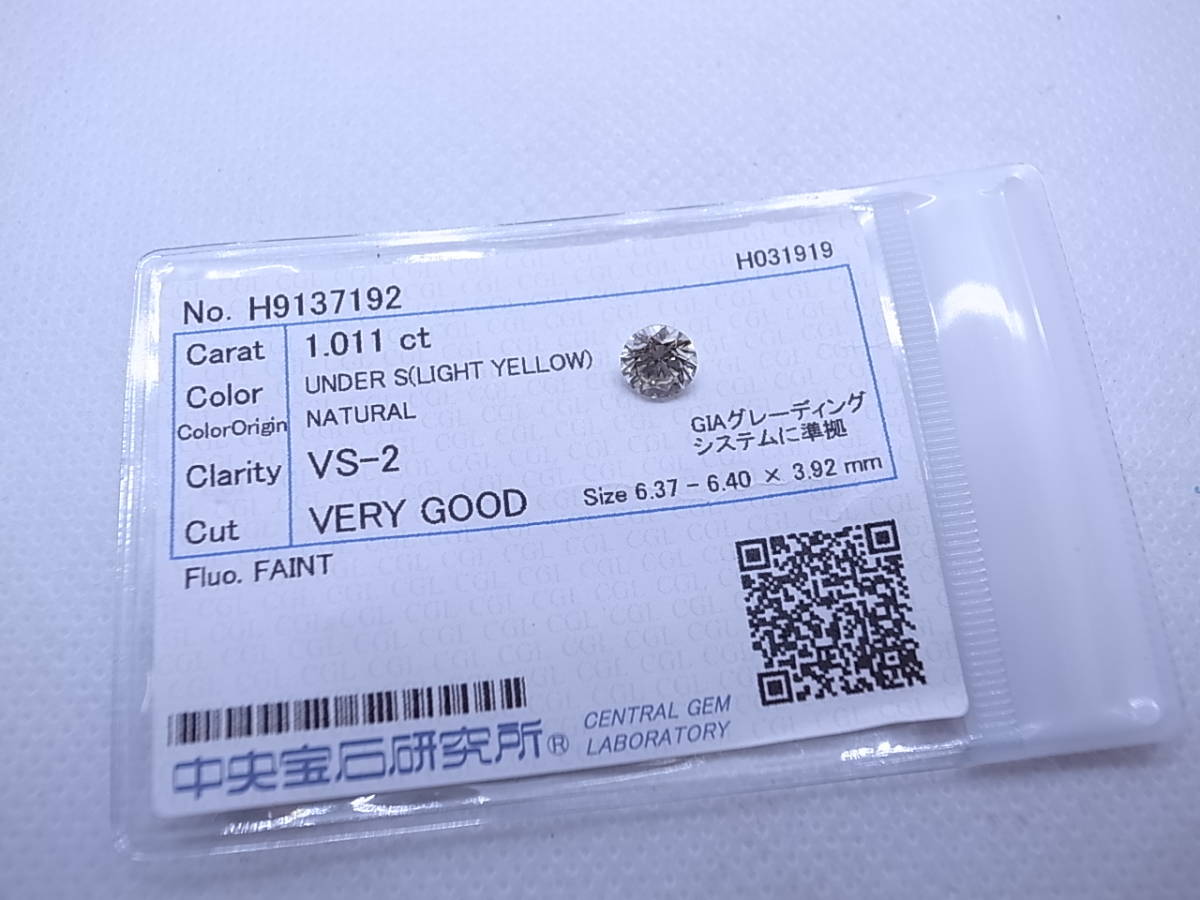 H031919
No. H9137192
Carat 1.011 ct
Color UNDER S(LIGHT YELLOW)
ColorOrigin NATURAL
Clarity VS-2
GIAグレーディング
システムに準拠
Cut VERY GOOD Size 6.37 - 6.40 × 3.92 mm
Fluo. FAINT
中央宝石研究所® CENTRAL GEM
LABORATORY